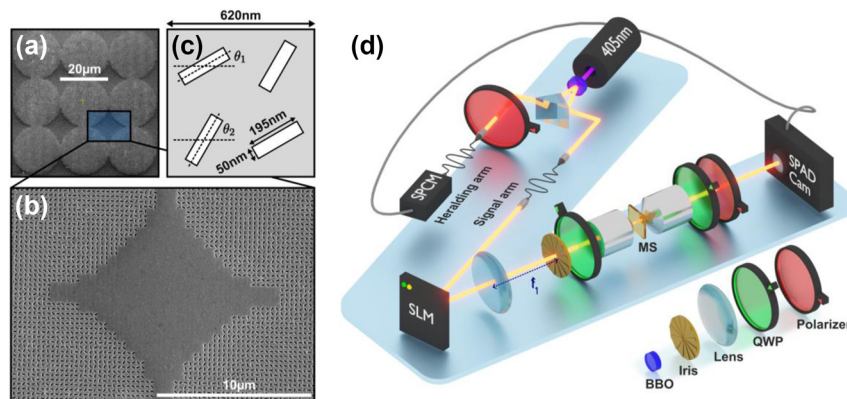 620nm
(a)
(c)
(d)
20µm
θ1
θ2
195nm
50nm
(b)
10µm
405nm
SPCM
Heralding arm
Signal arm
SPAD
Cam
MS
f1
SLM
Polarizer
QWP
Lens
Iris
BBO